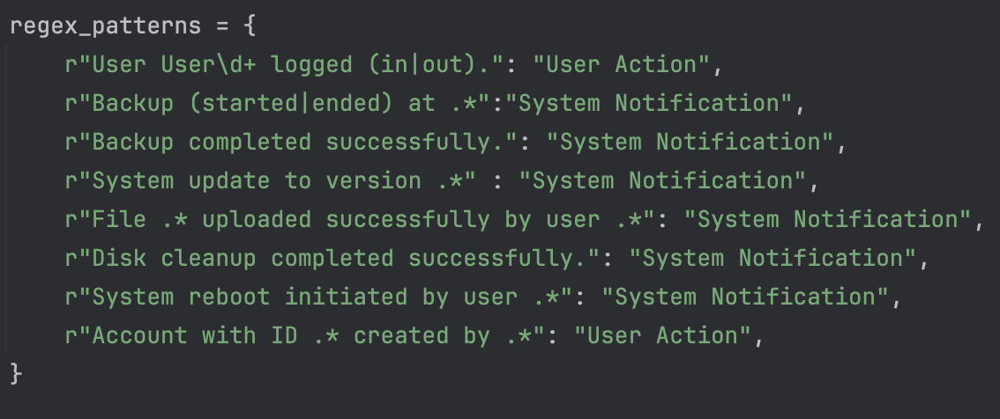 regex_patterns = {
    r"User User\d+ logged (in|out).": "User Action",
    r"Backup (started|ended) at .*":"System Notification",
    r"Backup completed successfully.": "System Notification",
    r"System update to version .*" : "System Notification",
    r"File .* uploaded successfully by user .*": "System Notification",
    r"Disk cleanup completed successfully.": "System Notification",
    r"System reboot initiated by user .*": "System Notification",
    r"Account with ID .* created by .*": "User Action",
}